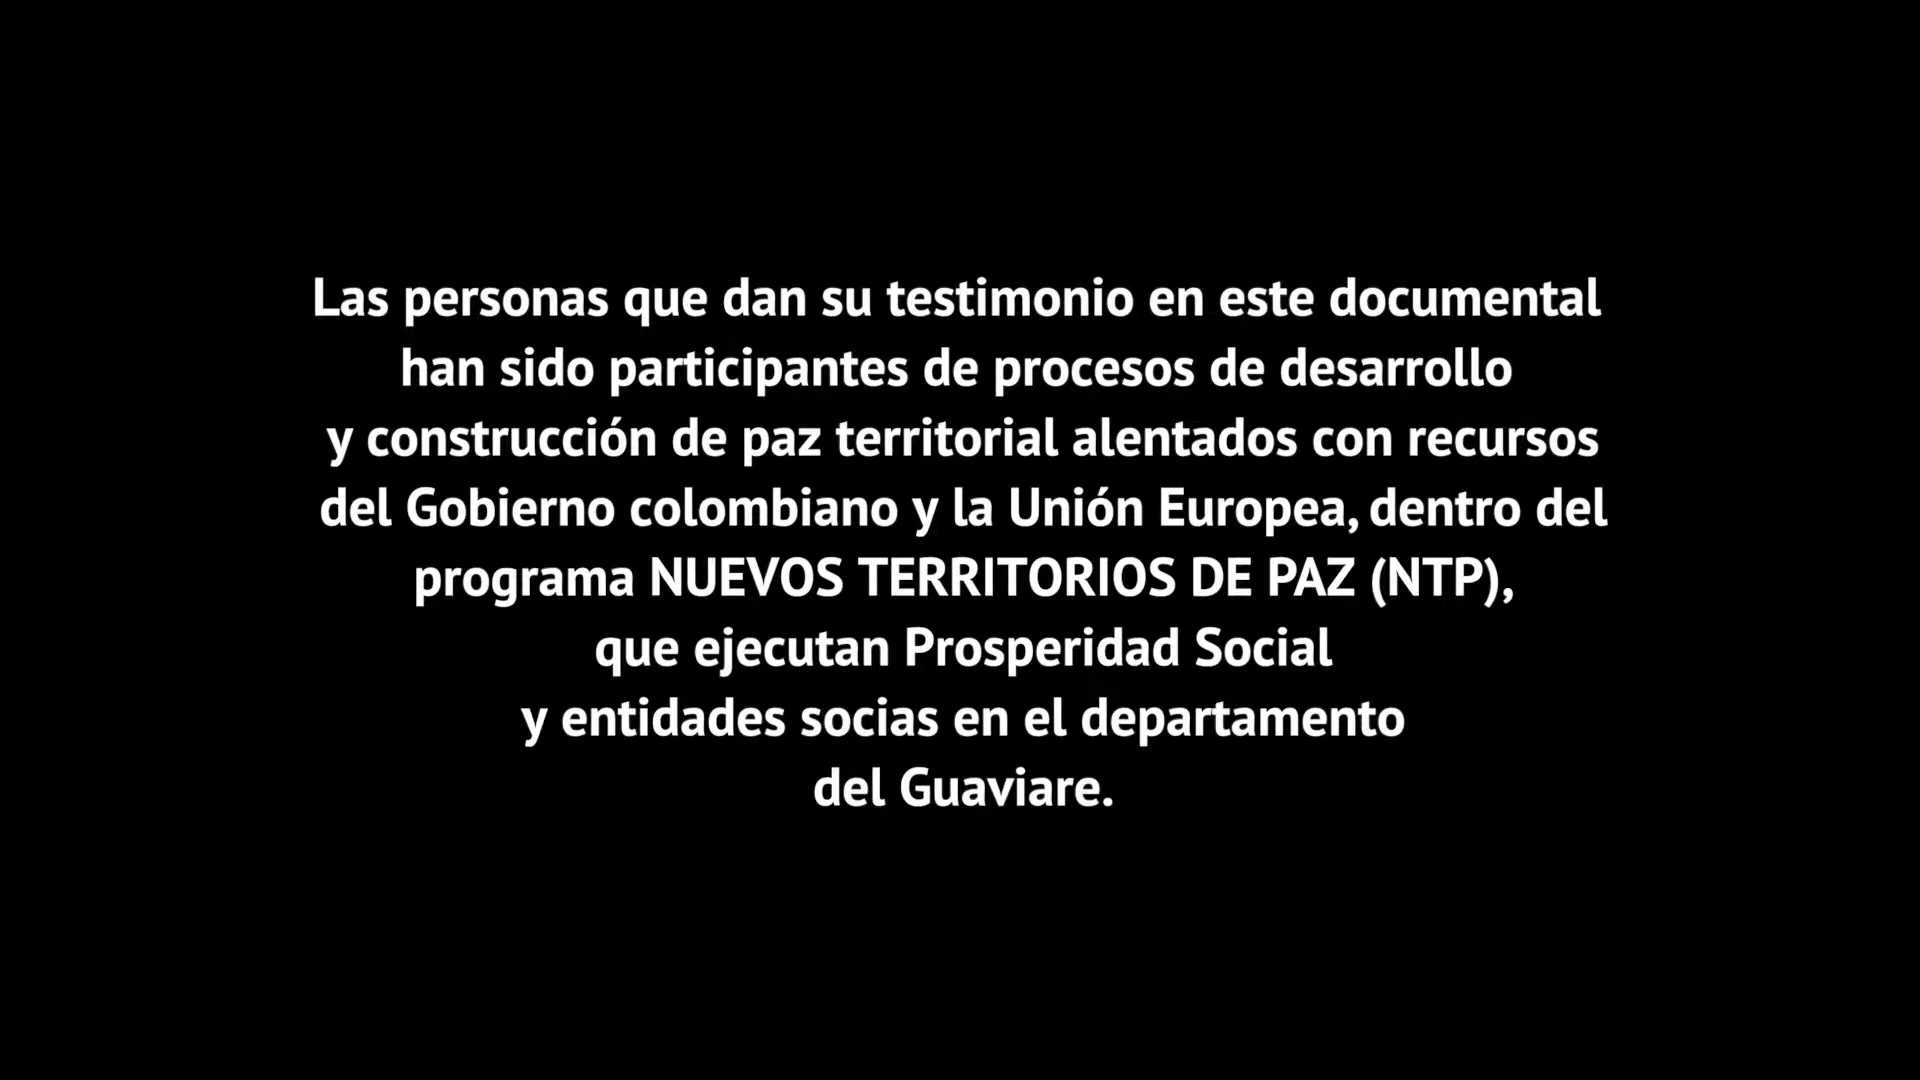 Las personas que dan su testimonio en este documental
han sido participantes de procesos de desarrollo
y construcción de paz territorial alentados con recursos
del Gobierno colombiano y la Unión Europea, dentro del
programa NUEVOS TERRITORIOS DE PAZ (NTP),
que ejecutan Prosperidad Social
y entidades socias en el departamento
del Guaviare.